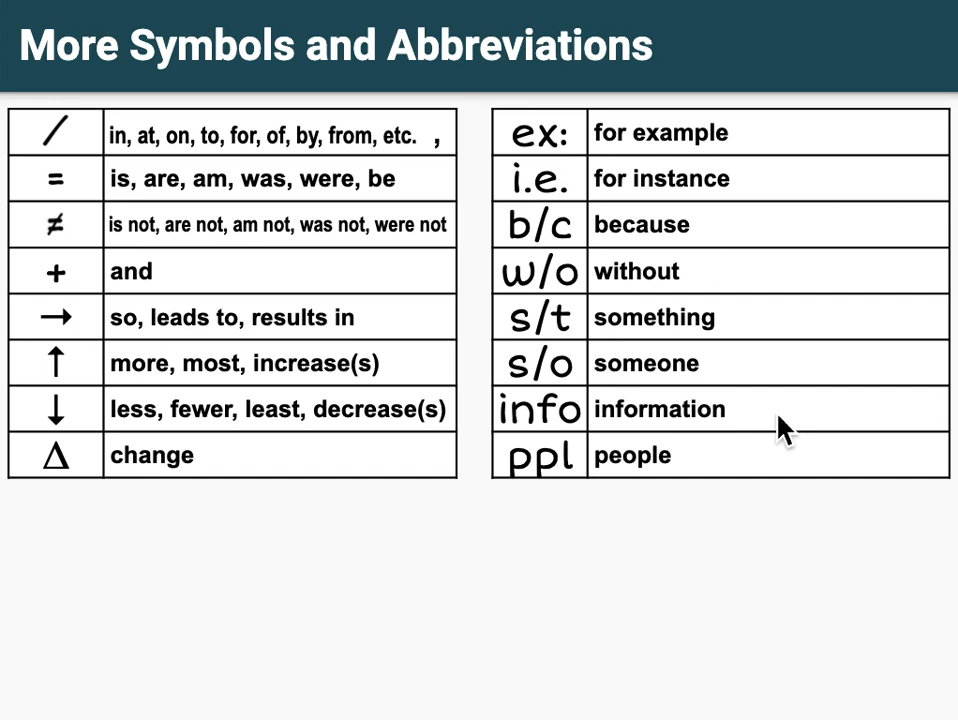 More Symbols and Abbreviations
/ in, at, on, to, for, of, by, from, etc. ,
= is, are, am, was, were, be
≠ is not, are not, am not, was not, were not
+ and
→ so, leads to, results in
↑ more, most, increase(s)
↓ less, fewer, least, decrease(s)
Δ change
ex: for example
i.e. for instance
b/c because
w/o without
s/t something
s/o someone
info information
ppl people